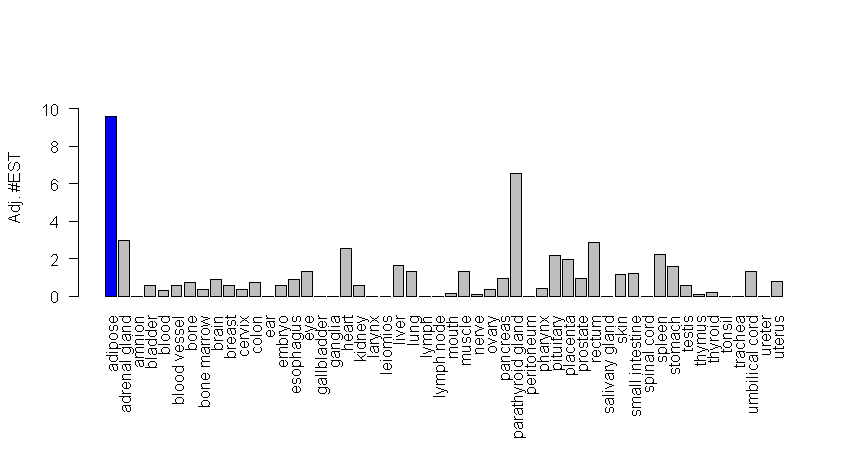 Adj. #EST
10
8
6
4
2
0
adipose
adrenal gland
amnion
bladder
blood
blood vessel
bone
bone marrow
brain
breast
cervix
colon
ear
embryo
esophagus
eye
gallbladder
ganglia
heart
kidney
larynx
leiomios
liver
lung
lymph
lymph node
mouth
muscle
nerve
ovary
pancreas
parathyroid gland
peritoneum
pharynx
pituitary
placenta
prostate
rectum
salivary gland
skin
small intestine
spinal cord
spleen
stomach
testis
thymus
thyroid
tonsil
trachea
umbilical cord
ureter
uterus